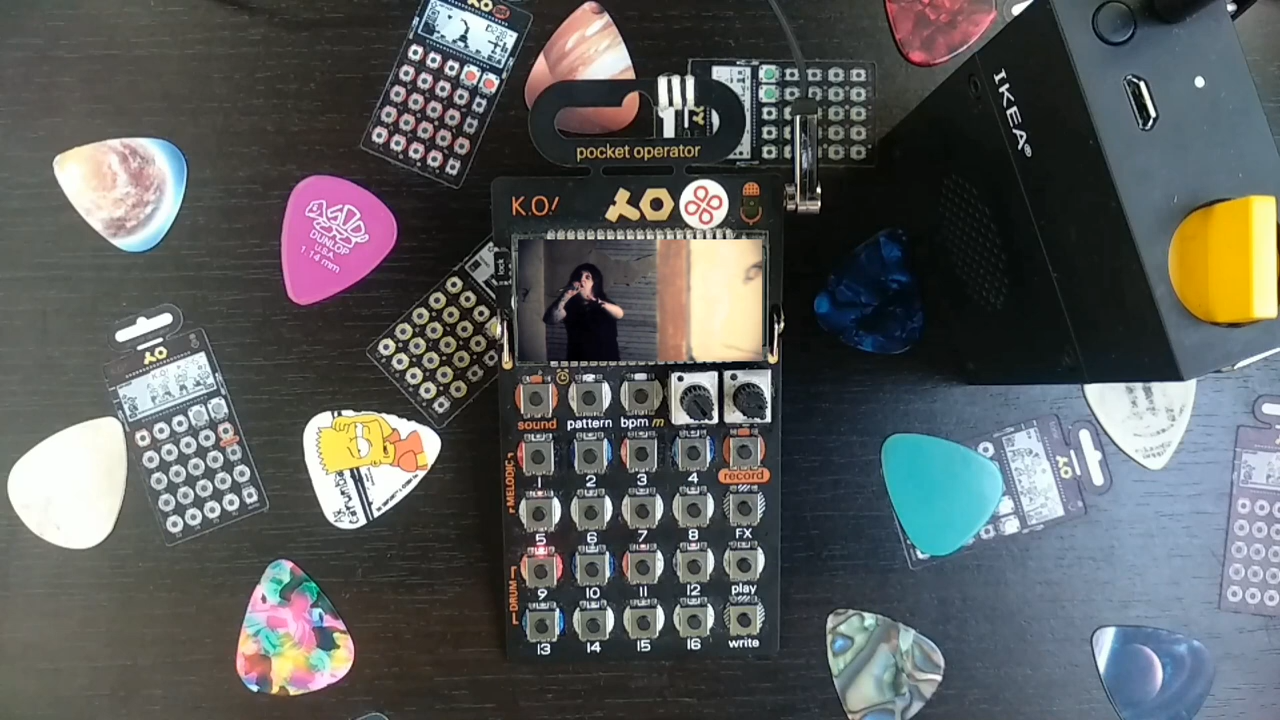 pocket operator
K.O!
IKEA®
DUNLOP
U.S.A.
1.14 mm
lock
sound
pattern
bpm m
MELODIC
1
2
3
4
record
5
6
7
8
FX
DRUM
9
10
11
12
play
13
14
15
16
write